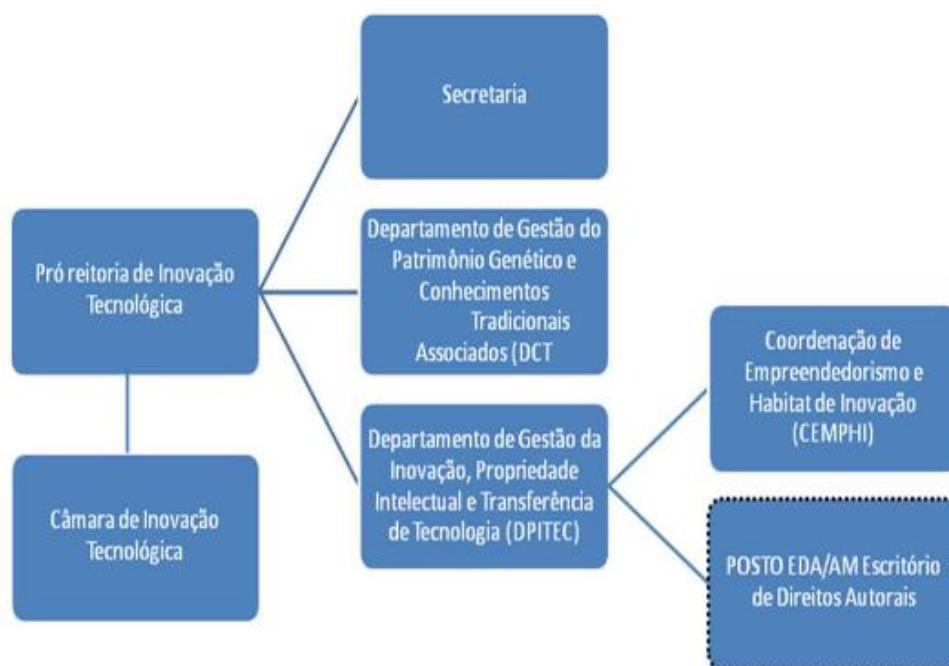 Secretaria
Pró reitoria de Inovação
Tecnológica
Departamento de Gestão do
Patrimônio Genético e
Conhecimentos
Tradicionais
Associados (DCT
Departamento de Gestão da
Inovação, Propriedade
Intelectual e Transferência
de Tecnologia (DPITEC)
Câmara de Inovação
Tecnológica
Coordenação de
Empreendedorismo e
Habitat de Inovação
(CEMPHI)
POSTO EDA/AM Escritório
de Direitos Autorais